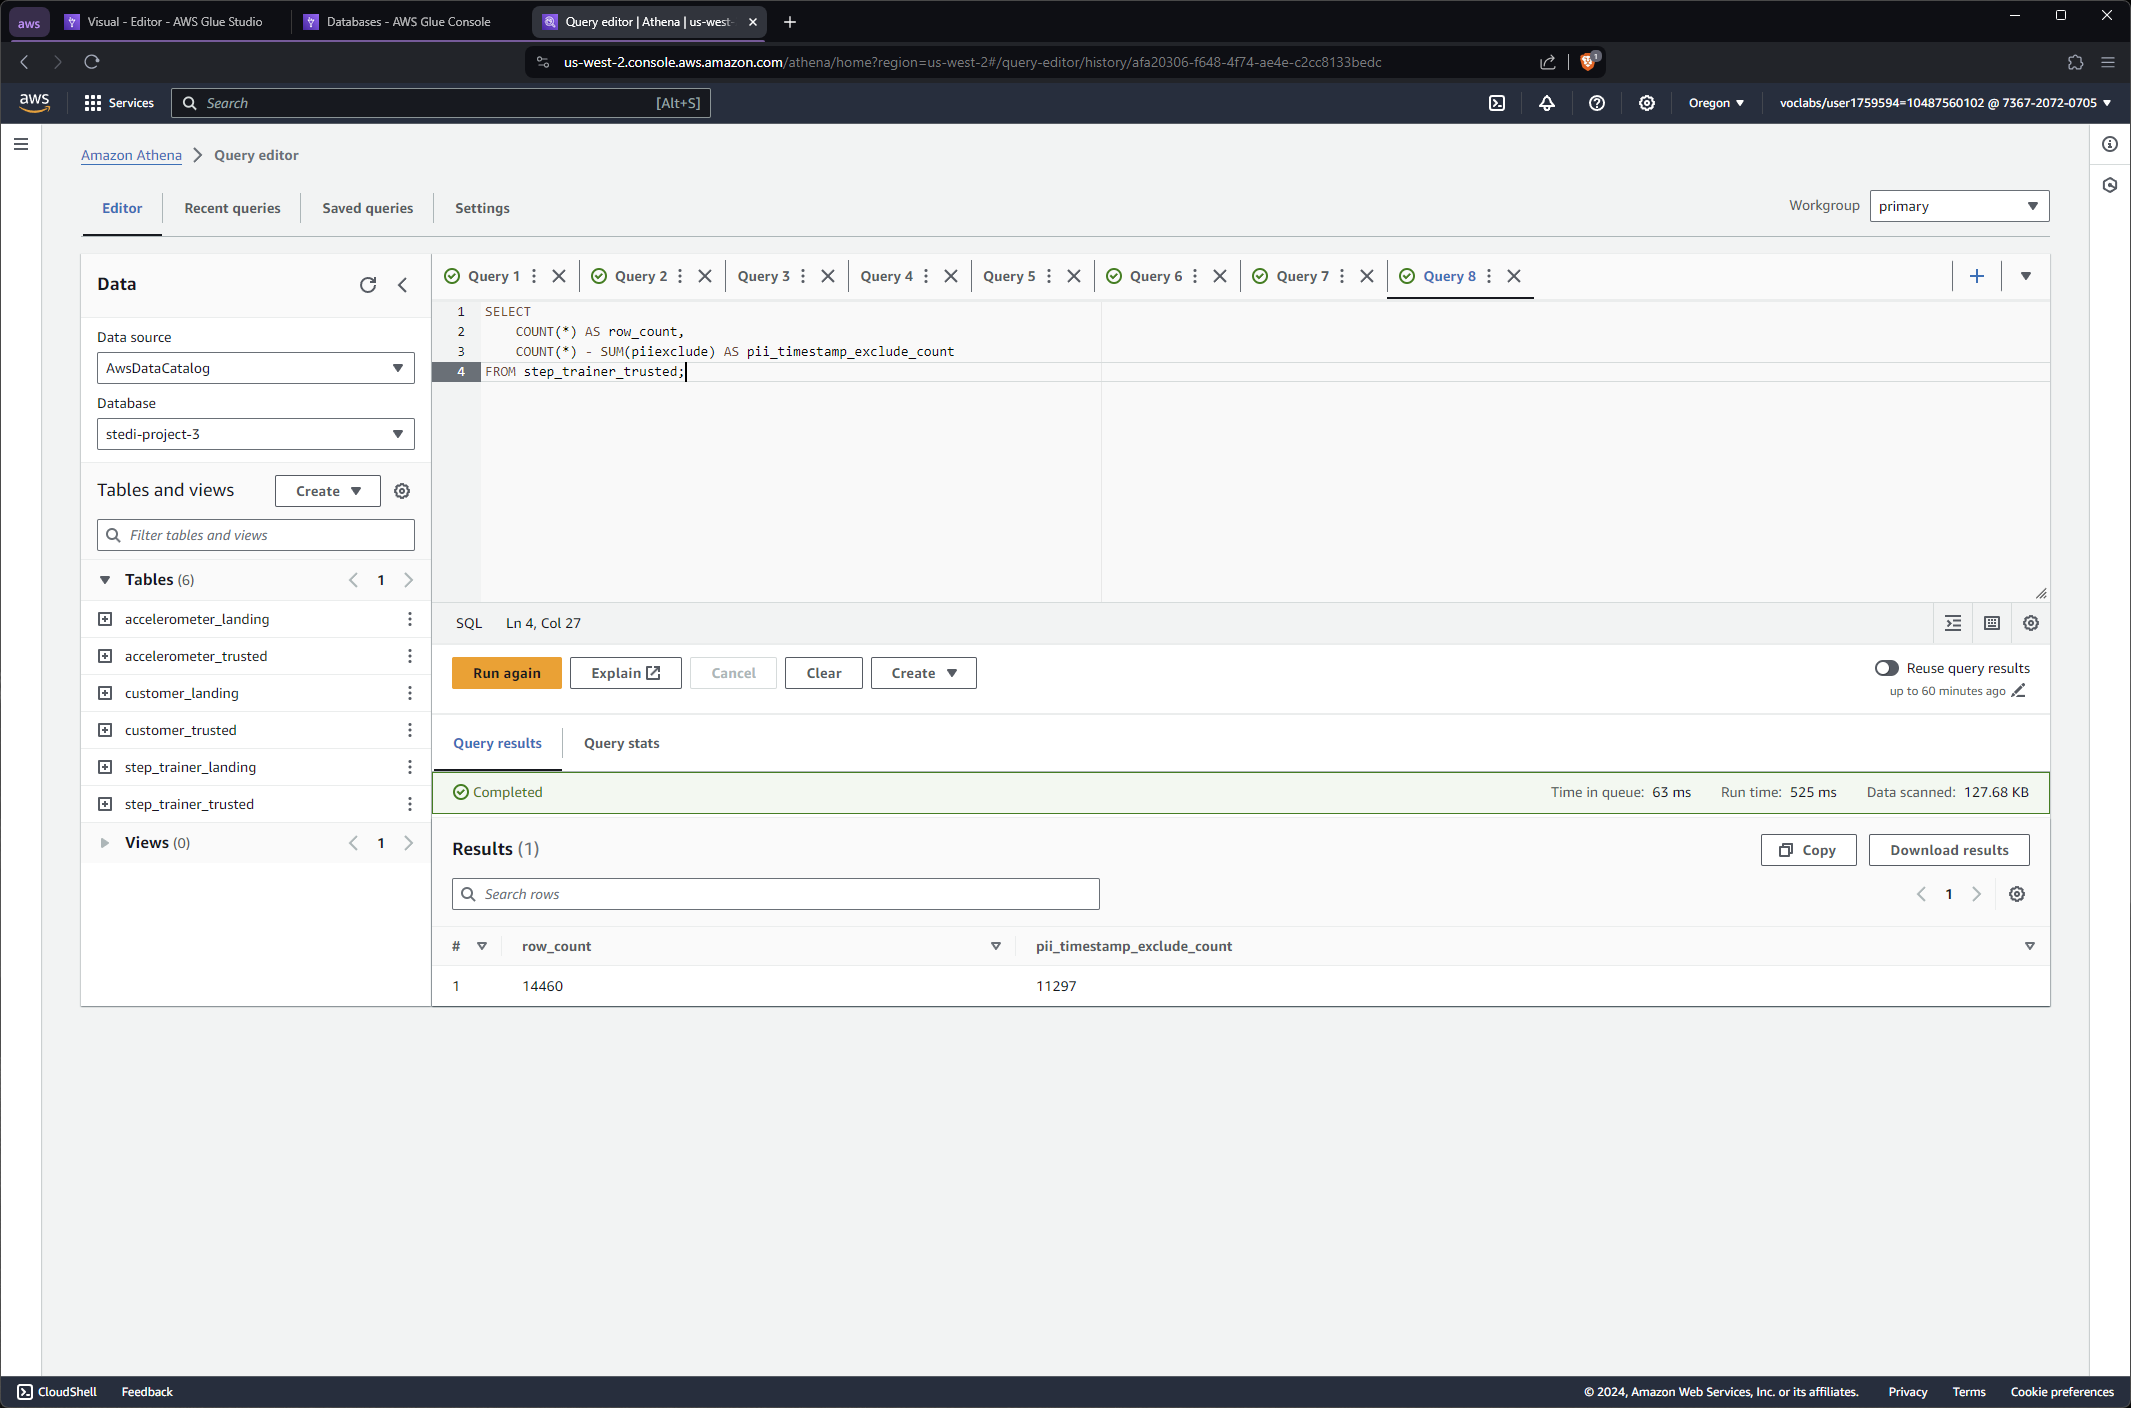 aws
Visual - Editor - AWS Glue Studio
Databases - AWS Glue Console
Query editor | Athena | us-west-
us-west-2.console.aws.amazon.com/athena/home?region=us-west-2#/query-editor/history/afa20306-f648-4f74-ae4e-c2cc8133bedc
1
aws
Services
Search
[Alt+S]
Oregon
voclabs/user1759594=10487560102 @ 7367-2072-0705
Amazon Athena
Query editor
Editor
Recent queries
Saved queries
Settings
Workgroup
primary
Data
Data source
AwsDataCatalog
Database
stedi-project-3
Tables and views
Create
Filter tables and views
Tables (6)
1
accelerometer_landing
accelerometer_trusted
customer_landing
customer_trusted
step_trainer_landing
step_trainer_trusted
Views (0)
1
Query 1
Query 2
Query 3
Query 4
Query 5
Query 6
Query 7
Query 8
1 SELECT
2 COUNT(*) AS row_count,
3 COUNT(*) - SUM(piiexclude) AS pii_timestamp_exclude_count
4 FROM step_trainer_trusted;
SQL
Ln 4, Col 27
Run again
Explain
Cancel
Clear
Create
Reuse query results
up to 60 minutes ago
Query results
Query stats
Completed
Time in queue: 63 ms
Run time: 525 ms
Data scanned: 127.68 KB
Results (1)
Copy
Download results
Search rows
1
# row_count pii_timestamp_exclude_count
1 14460 11297
CloudShell
Feedback
© 2024, Amazon Web Services, Inc. or its affiliates.
Privacy
Terms
Cookie preferences